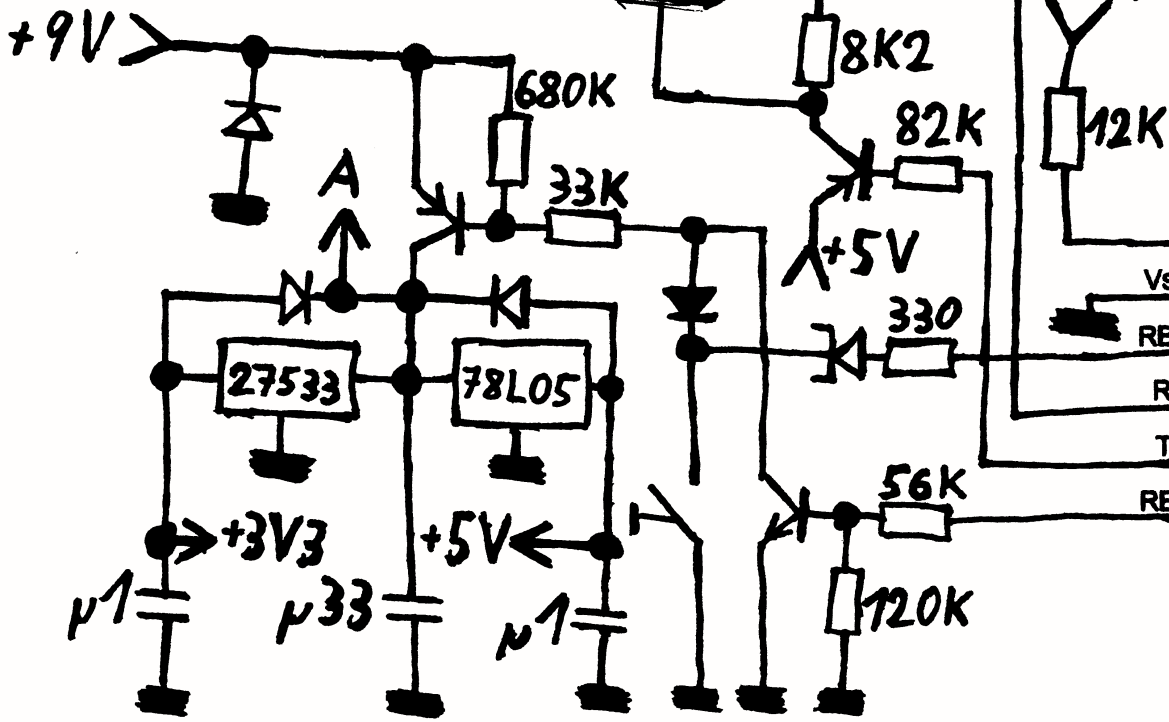 +9V
680K
8K2
82K
12K
A
33K
+5V
Vs
330
RE
27533
78L05
R
T
56K
RE
+3V3
+5V
µ1
µ33
µ1
120K